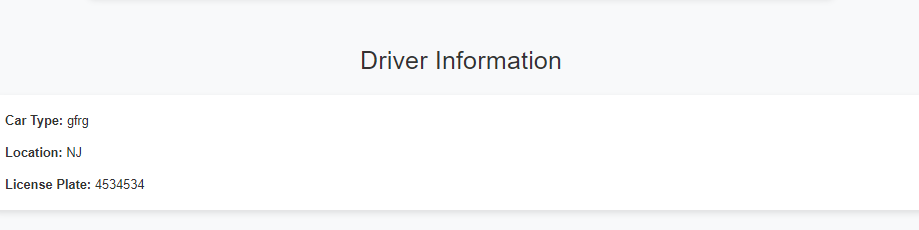 Driver Information
Car Type: gfrg
Location: NJ
License Plate: 4534534